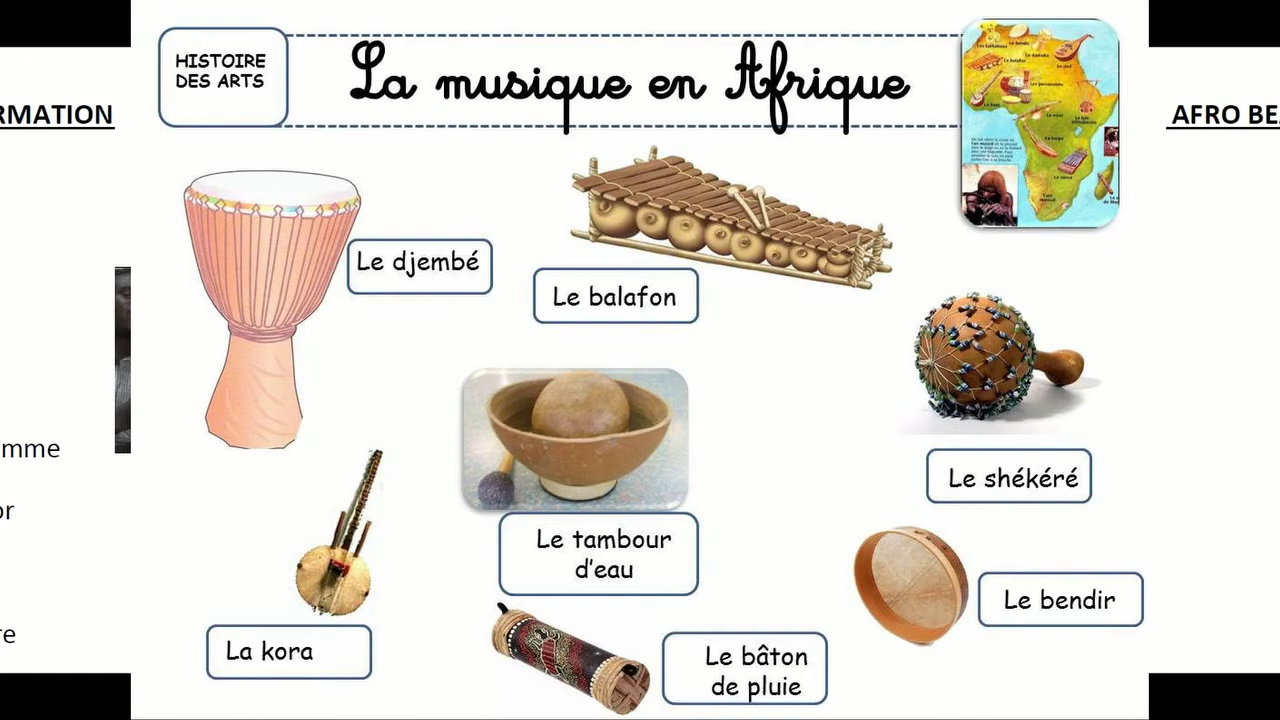 HISTOIRE
DES ARTS
La musique en Afrique
RMATION
AFRO BE
Le djembé
Le balafon
Le shékéré
mme
or
Le tambour
d'eau
Le bendir
re
La kora
Le bâton
de pluie